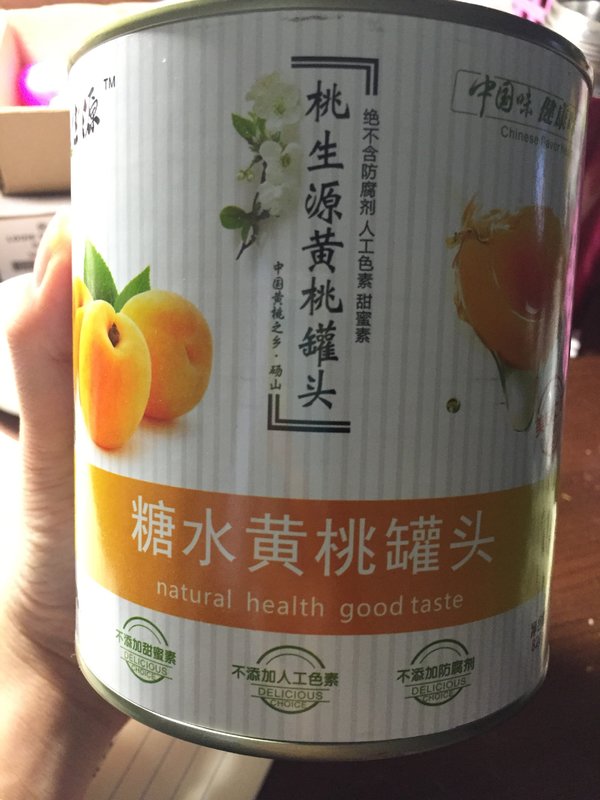 源™
桃生源黄桃罐头
绝不含防腐剂 人工色素 甜蜜素
中国黄桃之乡·砀山
中国味 健康
Chinese flavor
糖水黄桃罐头
natural health good taste
不添加甜蜜素
DELICIOUS
CHOICE
不添加人工色素
DELICIOUS
CHOICE
不添加防腐剂
DELICIOUS
CHOICE